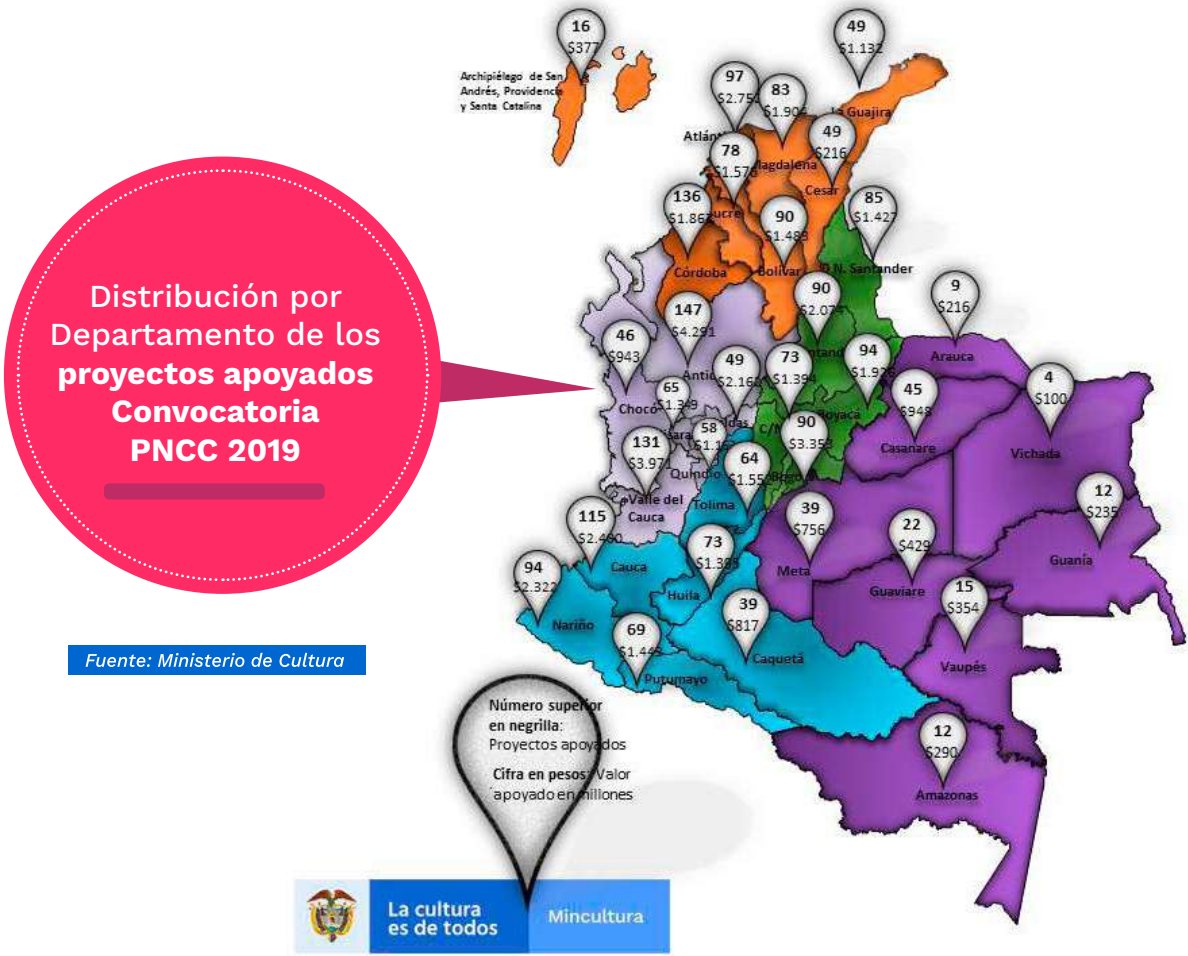 Distribución por
Departamento de los
proyectos apoyados
Convocatoria
PNCC 2019
Fuente: Ministerio de Cultura
16
$377
Archipiélago de San
Andrés, Providencia
y Santa Catalina
49
$1.132
La Guajira
97
83
49
$216
Magdalena
Cesar
78
136
90
Bolívar
Córdoba
85
$1.427
N. Santander
90
147
$4.291
46
$943
Chocó
9
$216
Arauca
49
73
94
65
$1.349
45
Casanare
4
$100
Vichada
58
90
$3.353
131
$3.971
Quindío
Valle del
Cauca
64
Tolima
39
$756
Meta
22
$429
Guaviare
12
$235
Guanía
115
Cauca
73
Huila
94
$2.322
Nariño
39
$817
Caquetá
15
$354
Vaupés
69
Putumayo
12
$290
Amazonas
Número superior
en negrilla:
Proyectos apoyados
Cifra en pesos: Valor
apoyado en millones
La cultura
es de todos
Mincultura